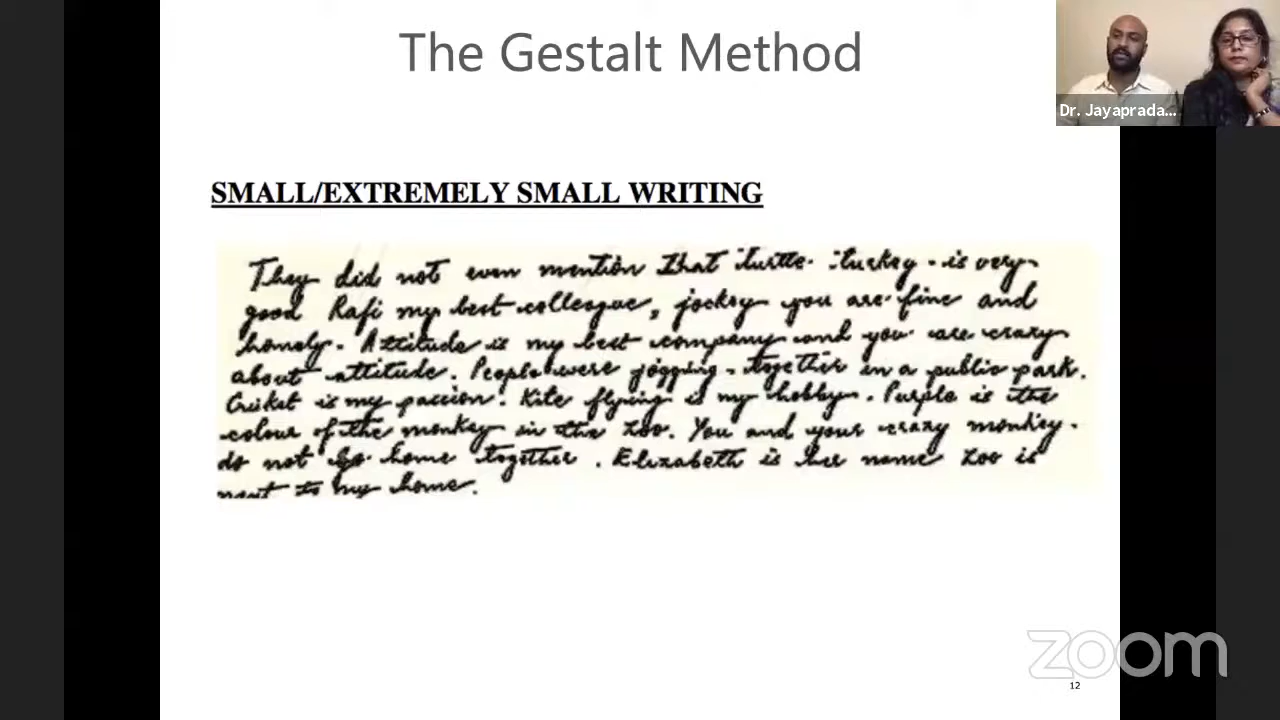 The Gestalt Method
Dr. Jayaprada...
SMALL/EXTREMELY SMALL WRITING
They did not even mention that turtle turkey - is very
good Rafi my best colleague, jockey you are fine and
homely. Attitude is my best company and you are crazy
about attitude. People were jogging together in a public park.
Cricket is my passion. Kite flying is my hobby. Purple is the
colour of the monkey in the zoo. You and your crazy monkey.
do not go home together. Elizabeth is her name zoo is
next to my home.
zoom
12